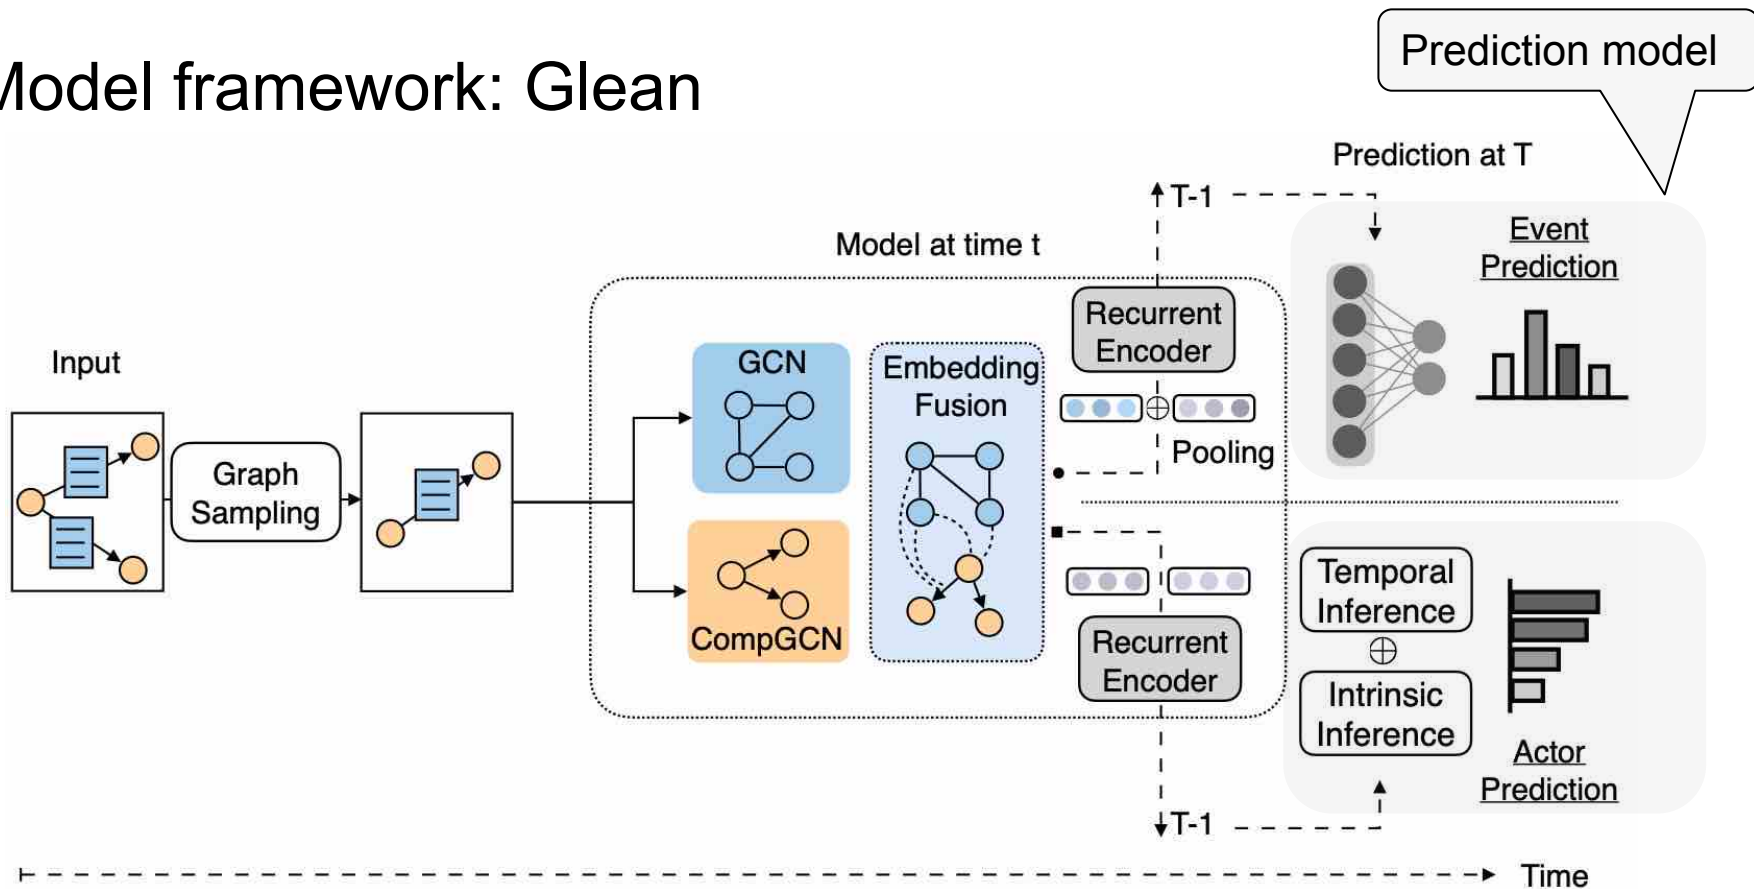 Model framework: Glean
Prediction model
Prediction at T
T-1
Model at time t
Event
Prediction
Recurrent
Encoder
Input
GCN
Embedding
Fusion
Pooling
Graph
Sampling
CompGCN
Temporal
Inference
Recurrent
Encoder
Intrinsic
Inference
Actor
Prediction
T-1
Time